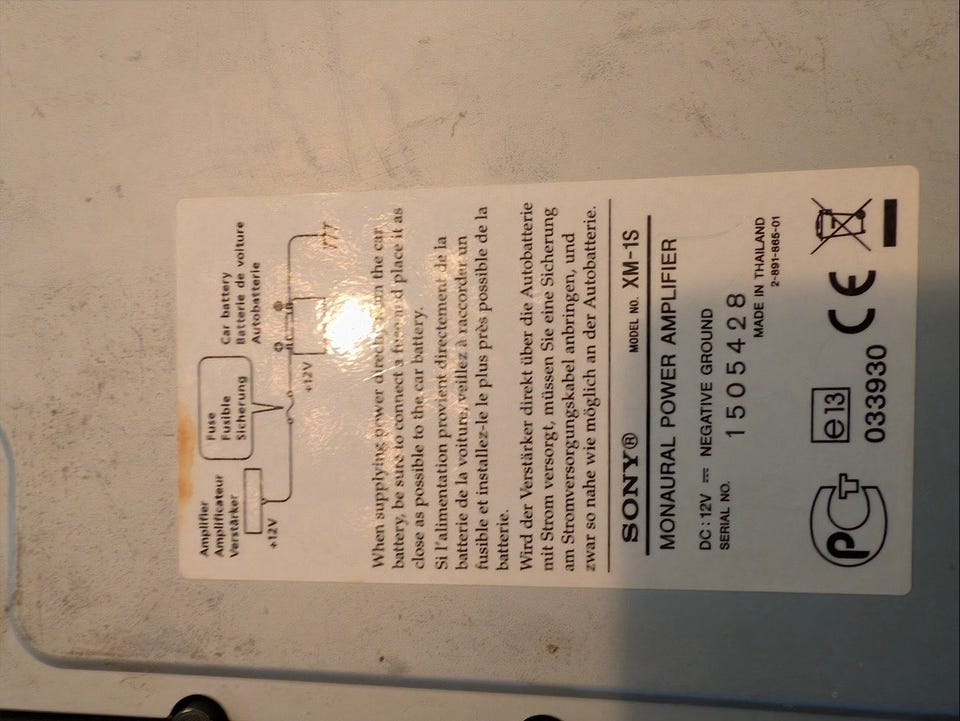 Amplifier
Amplificateur
Verstärker
+12V
Fuse
Fusible
Sicherung
Car battery
Batterie de voiture
Autobatterie
+12V
When supplying power directly from the car
battery, be sure to connect a fuse and place it as
close as possible to the car battery.
Si l'alimentation provient directement de la
batterie de la voiture, veillez à raccorder un
fusible et installez-le le plus près possible de la
batterie.
Wird der Verstärker direkt über die Autobatterie
mit Strom versorgt, müssen Sie eine Sicherung
am Stromversorgungskabel anbringen, und
zwar so nahe wie möglich an der Autobatterie.
SONY® MODEL NO. XM-1S
MONAURAL POWER AMPLIFIER
DC : 12V ⎓ NEGATIVE GROUND
SERIAL NO. 1505428
MADE IN THAILAND
2-891-865-01
PCT e13 CE
033930